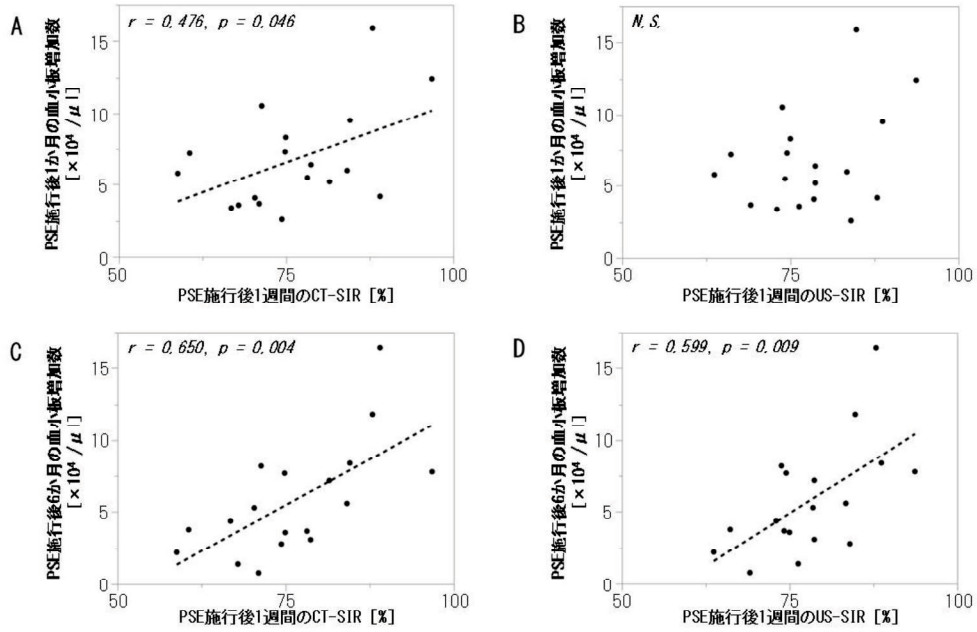 A
r = 0.476, p = 0.046
PSE施行後1か月の血小板増加数
[×10⁴/μl]
15
10
5
0
50
75
100
PSE施行後1週間のCT-SIR [%]
B
N.S.
PSE施行後1か月の血小板増加数
[×10⁴/μl]
15
10
5
0
50
75
100
PSE施行後1週間のUS-SIR [%]
C
r = 0.650, p = 0.004
PSE施行後6か月の血小板増加数
[×10⁴/μl]
15
10
5
0
50
75
100
PSE施行後1週間のCT-SIR [%]
D
r = 0.599, p = 0.009
PSE施行後6か月の血小板増加数
[×10⁴/μl]
15
10
5
0
50
75
100
PSE施行後1週間のUS-SIR [%]